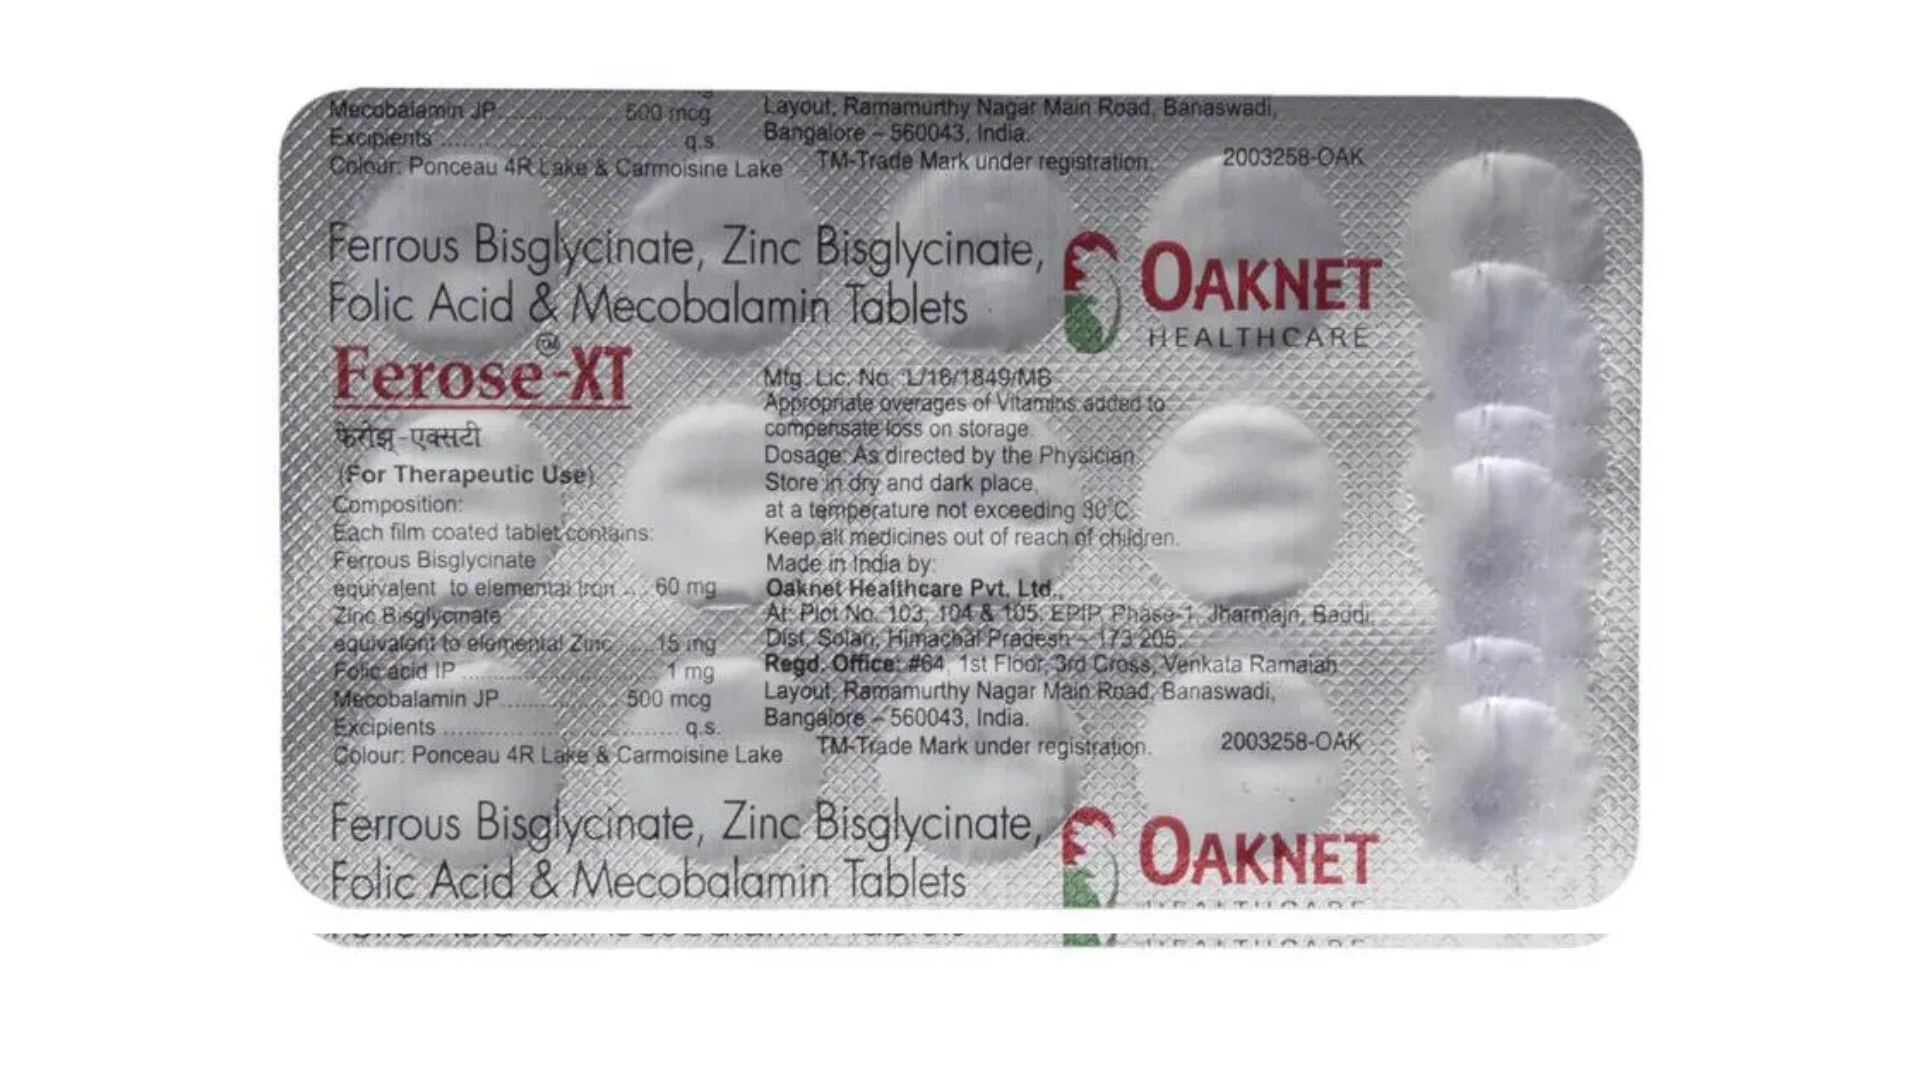 Mecobalamin JP.................... 500 mcg
Excipients ....................................... q.s.
Colour: Ponceau 4R Lake & Carmoisine Lake
Layout, Ramamurthy Nagar Main Road, Banaswadi,
Bangalore – 560043, India.
TM-Trade Mark under registration.
2003258-OAK
Ferrous Bisglycinate, Zinc Bisglycinate,
Folic Acid & Mecobalamin Tablets
OAKNET
HEALTHCARE
Ferose-XT
TM
फेरोझ्-एक्सटी
(For Therapeutic Use)
Composition:
Each film coated tablet contains:
Ferrous Bisglycinate
equivalent to elemental Iron .... 60 mg
Zinc Bisglycinate
equivalent to elemental Zinc ..... 15 mg
Folic acid IP .................................. 1 mg
Mecobalamin JP.................... 500 mcg
Excipients ....................................... q.s.
Colour: Ponceau 4R Lake & Carmoisine Lake
Mfg. Lic. No. L/16/1849/MB
Appropriate overages of Vitamins added to
compensate loss on storage
Dosage: As directed by the Physician.
Store in dry and dark place,
at a temperature not exceeding 30°C.
Keep all medicines out of reach of children.
Made in India by:
Oaknet Healthcare Pvt. Ltd.,
At: Plot No. 103, 104 & 105, EPIP, Phase-1, Jharmajri, Baddi,
Dist. Solan, Himachal Pradesh – 173 205.
Regd. Office: #64, 1st Floor, 3rd Cross, Venkata Ramaiah
Layout, Ramamurthy Nagar Main Road, Banaswadi,
Bangalore – 560043, India.
TM-Trade Mark under registration.
2003258-OAK
Ferrous Bisglycinate, Zinc Bisglycinate,
Folic Acid & Mecobalamin Tablets
OAKNET